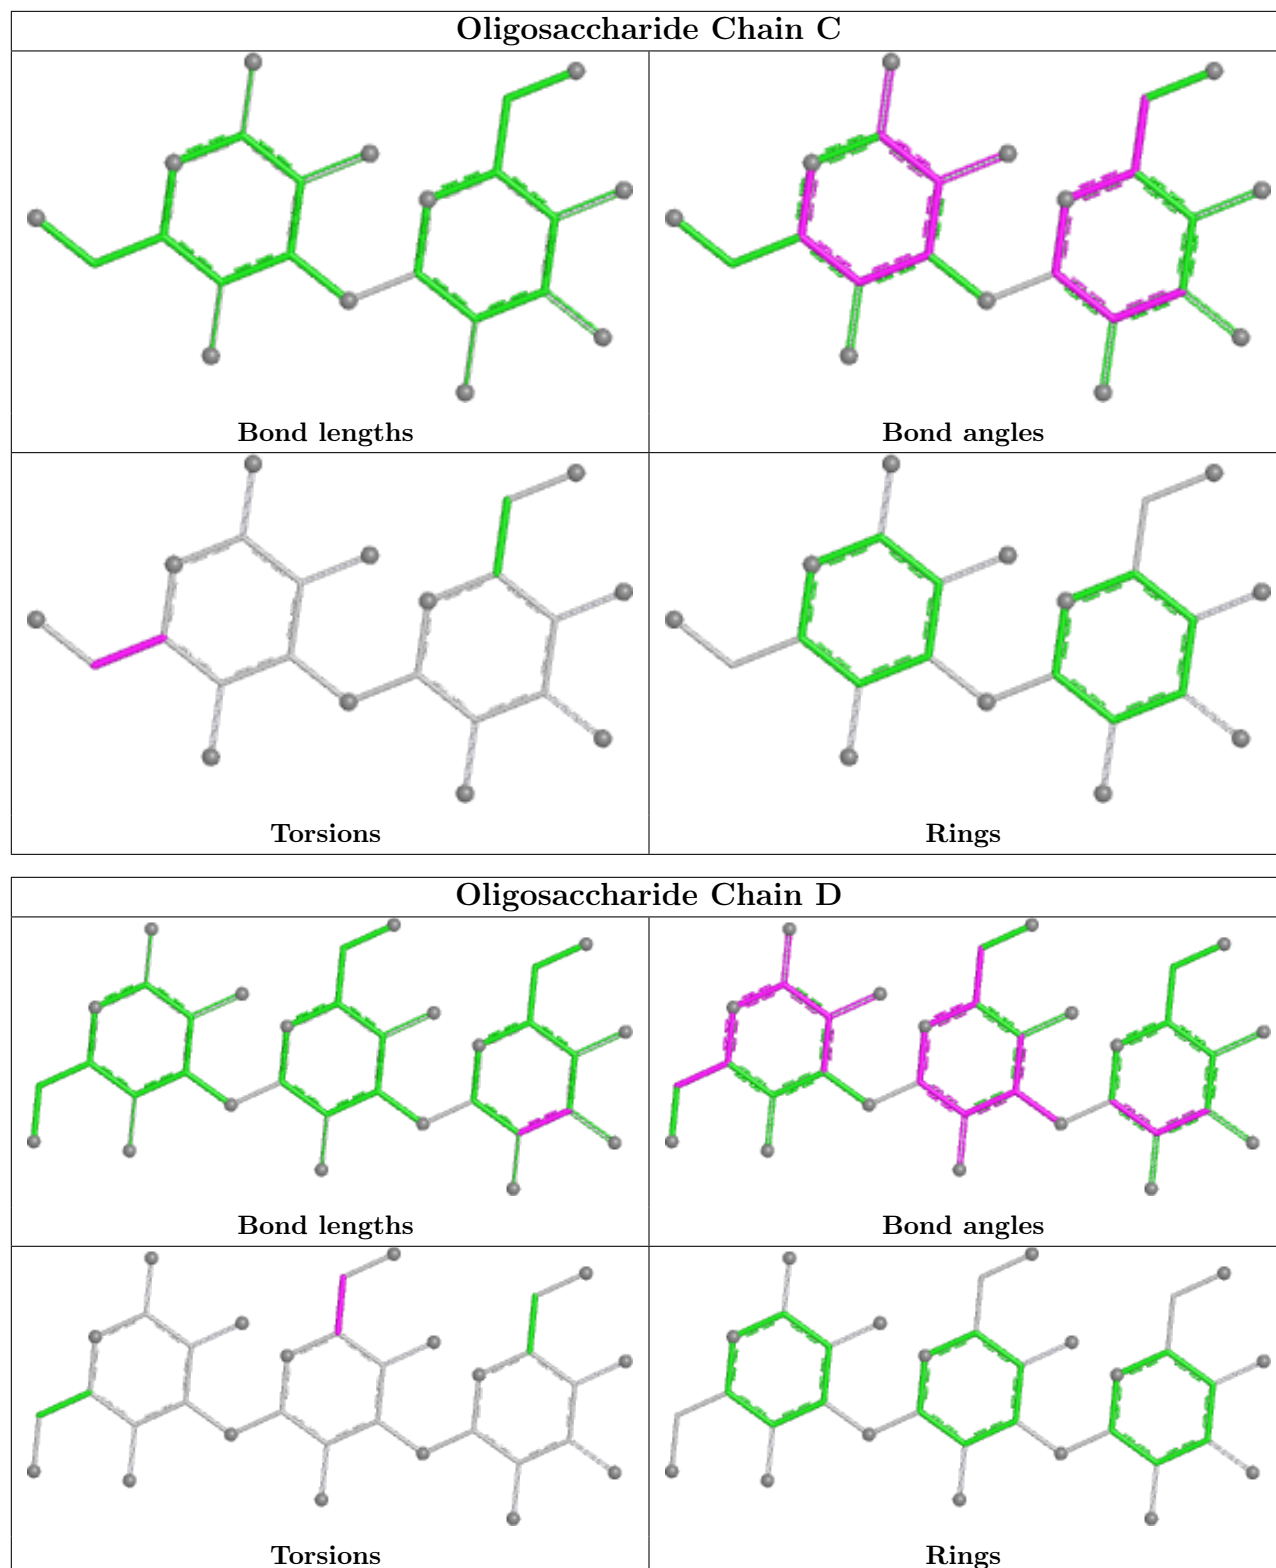 Oligosaccharide Chain C
Bond lengths
Bond angles
Torsions
Rings
Oligosaccharide Chain D
Bond lengths
Bond angles
Torsions
Rings